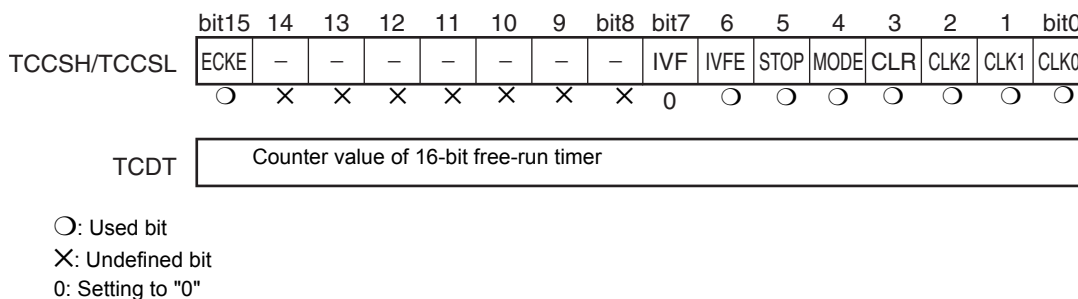 bit15 14 13 12 11 10 9 bit8 bit7 6 5 4 3 2 1 bit0
TCCSH/TCCSL ECKE – – – – – – – IVF IVFE STOP MODE CLR CLK2 CLK1 CLK0
○ × × × × × × × 0 ○ ○ ○ ○ ○ ○ ○
TCDT Counter value of 16-bit free-run timer
○: Used bit
×: Undefined bit
0: Setting to "0"